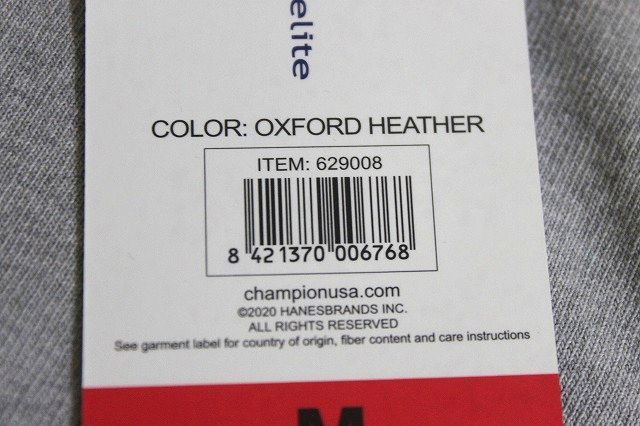 elite
COLOR: OXFORD HEATHER
ITEM: 629008
8 421370 006768
championusa.com
©2020 HANESBRANDS INC.
ALL RIGHTS RESERVED
See garment label for country of origin, fiber content and care instructions
M